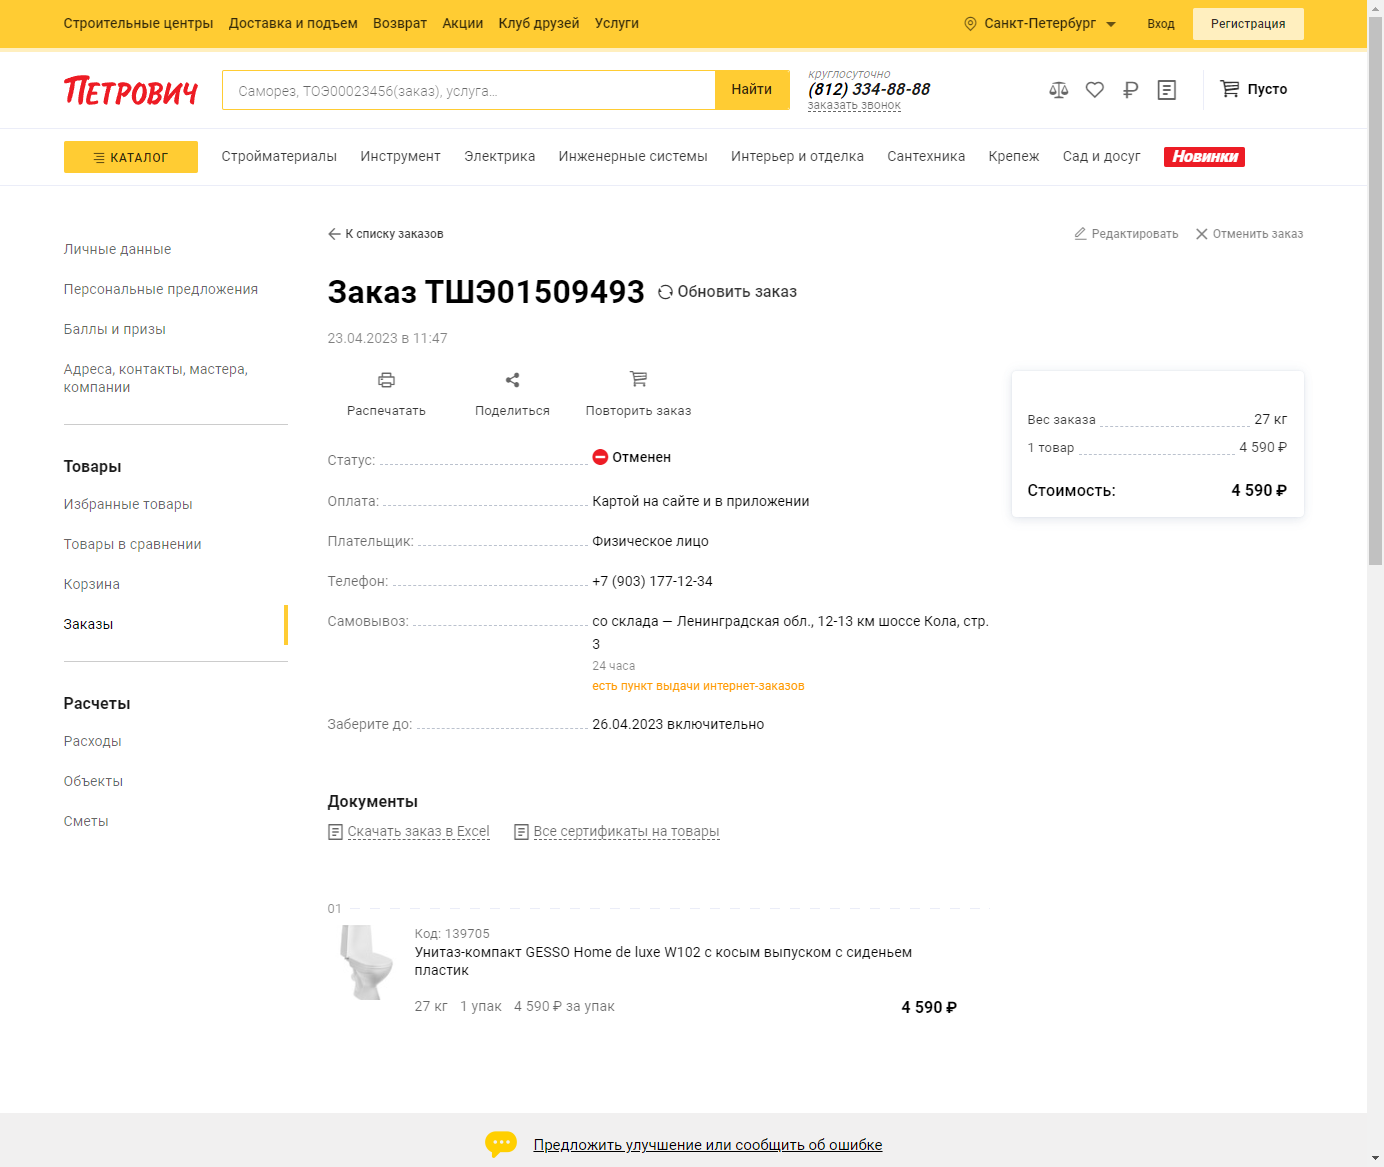 Строительные центры Доставка и подъем Возврат Акции Клуб друзей Услуги Санкт-Петербург Вход Регистрация
Петрович
Саморез, ТОЭ00023456(заказ), услуга...
Найти
круглосуточно
(812) 334-88-88
заказать звонок
Пусто
КАТАЛОГ Стройматериалы Инструмент Электрика Инженерные системы Интерьер и отделка Сантехника Крепеж Сад и досуг Новинки
Личные данные
Персональные предложения
Баллы и призы
Адреса, контакты, мастера,
компании
Товары
Избранные товары
Товары в сравнении
Корзина
Заказы
Расчеты
Расходы
Объекты
Сметы
К списку заказов
Редактировать Отменить заказ
Заказ ТШЭ01509493 Обновить заказ
23.04.2023 в 11:47
Распечатать Поделиться Повторить заказ
Статус: Отменен
Оплата: Картой на сайте и в приложении
Плательщик: Физическое лицо
Телефон: +7 (903) 177-12-34
Самовывоз: со склада — Ленинградская обл., 12-13 км шоссе Кола, стр.
3
24 часа
есть пункт выдачи интернет-заказов
Заберите до: 26.04.2023 включительно
Вес заказа 27 кг
1 товар 4 590 ₽
Стоимость: 4 590 ₽
Документы
Скачать заказ в Excel Все сертификаты на товары
01
Код: 139705
Унитаз-компакт GESSO Home de luxe W102 с косым выпуском с сиденьем
пластик
27 кг 1 упак 4 590 ₽ за упак 4 590 ₽
Предложить улучшение или сообщить об ошибке